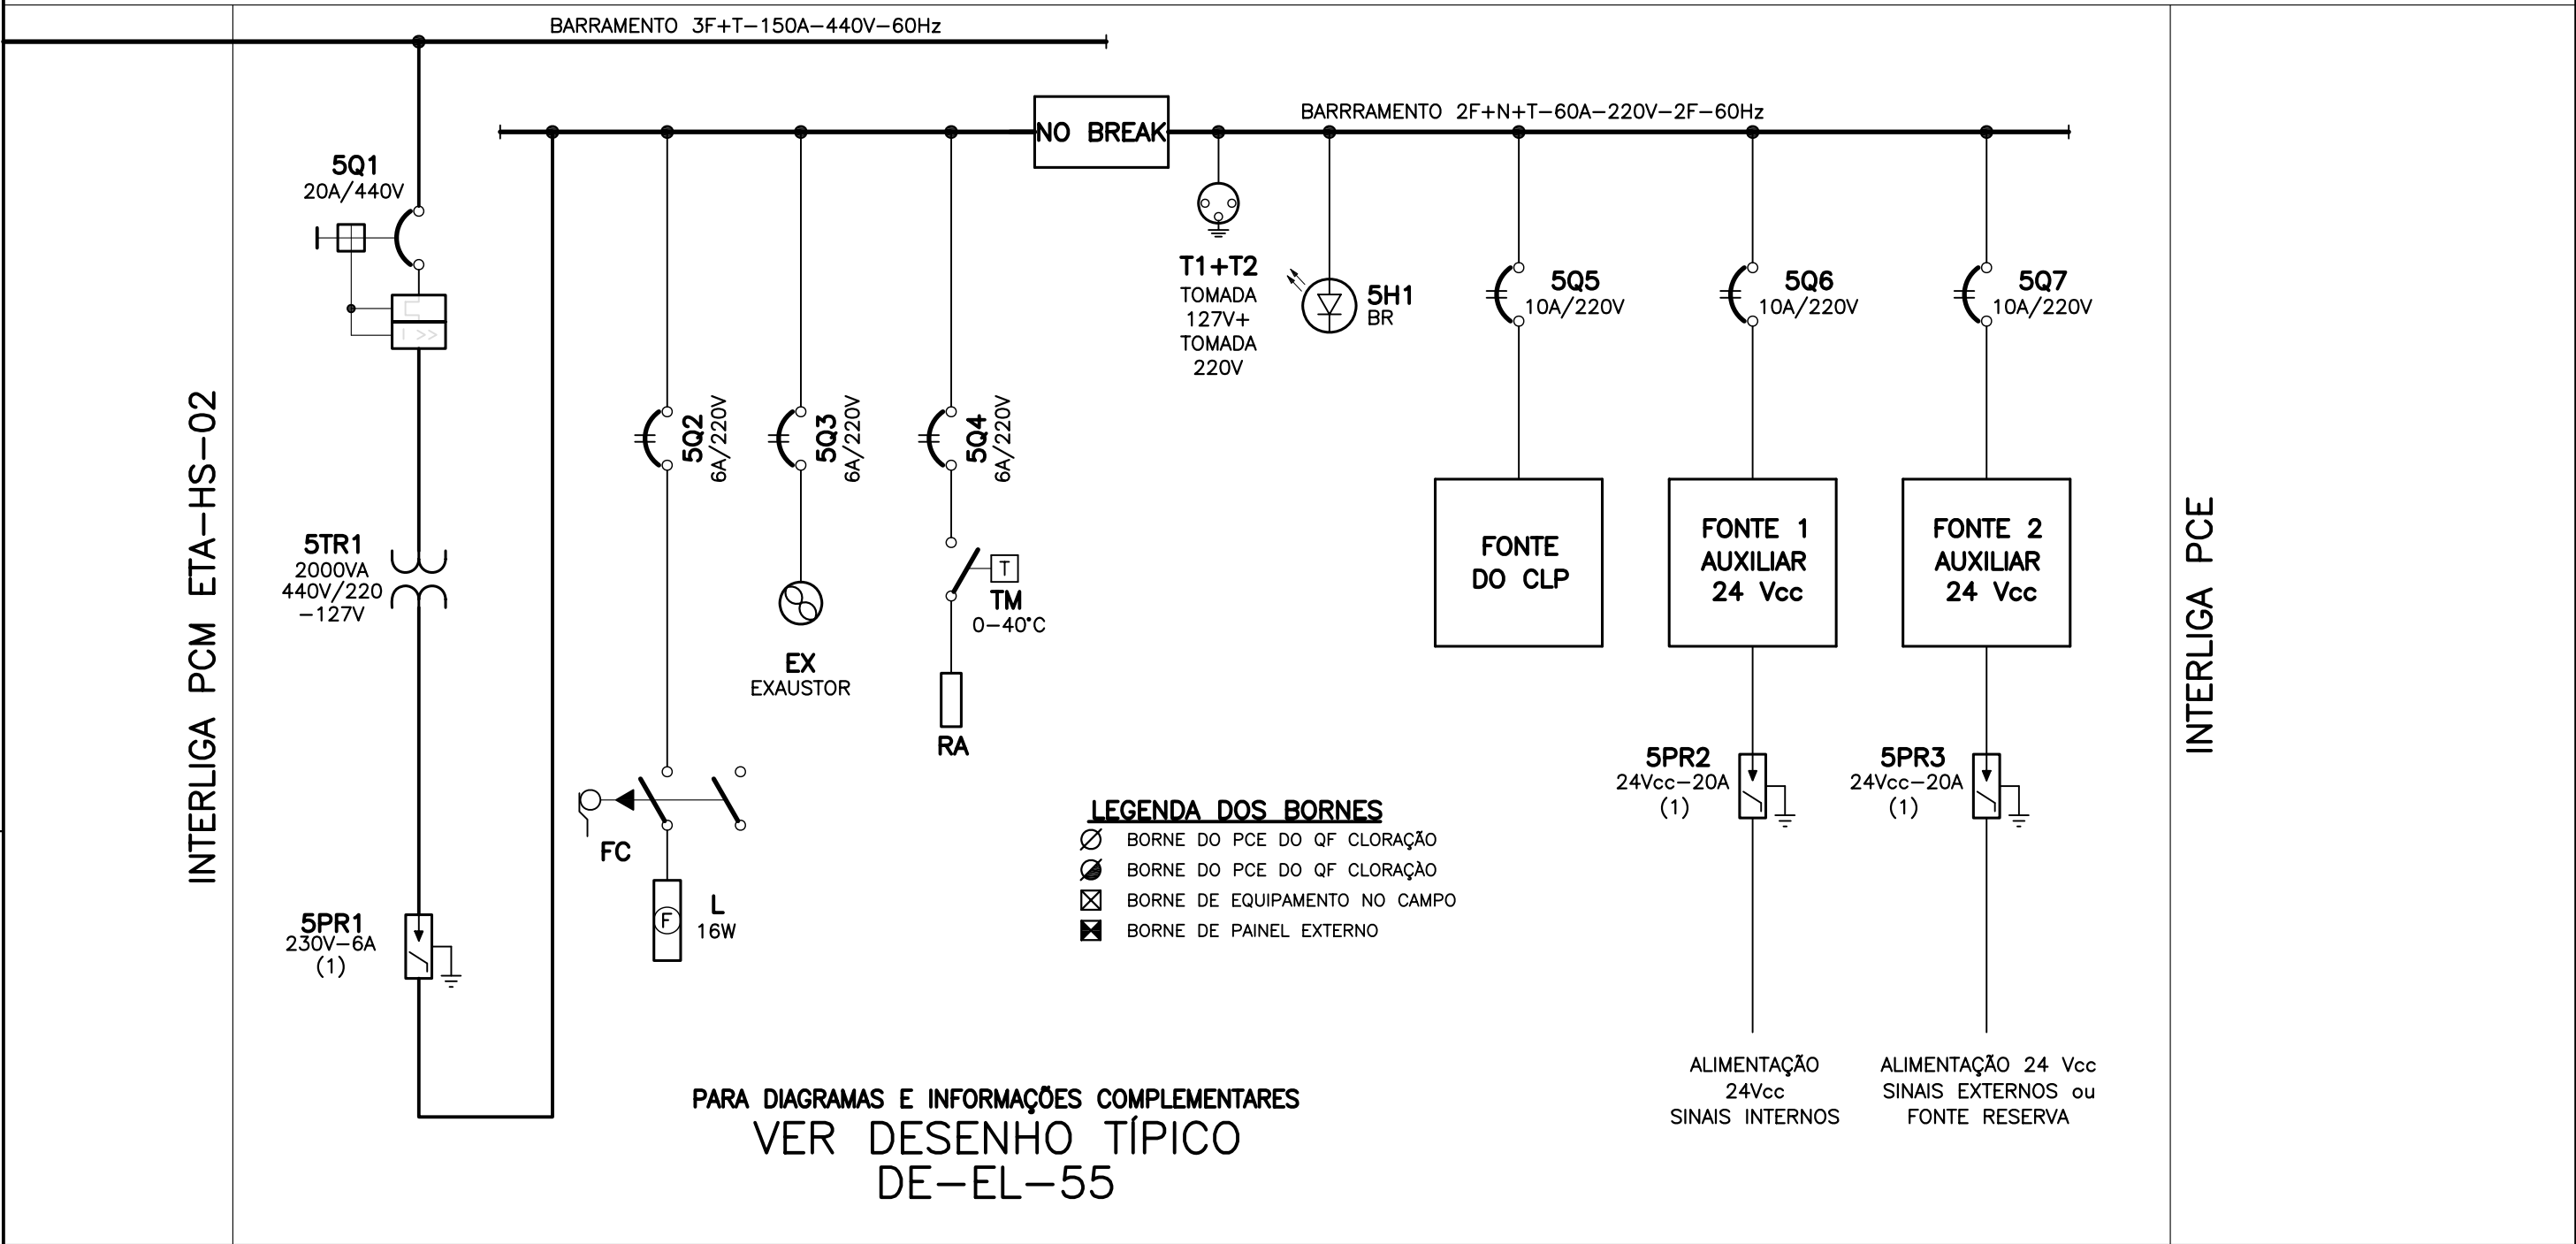 BARRAMENTO 3F+T-150A-440V-60Hz
BARRRAMENTO 2F+N+T-60A-220V-2F-60Hz
NO BREAK
INTERLIGA PCM ETA-HS-02
5Q1
20A/440V
I >>
5TR1
2000VA
440V/220
-127V
5PR1
230V-6A
(1)
5Q2
6A/220V
5Q3
6A/220V
5Q4
6A/220V
FC
F
L
16W
EX
EXAUSTOR
T
TM
0-40°C
RA
T1+T2
TOMADA
127V+
TOMADA
220V
5H1
BR
5Q5
10A/220V
5Q6
10A/220V
5Q7
10A/220V
FONTE
DO CLP
FONTE 1
AUXILIAR
24 Vcc
FONTE 2
AUXILIAR
24 Vcc
5PR2
24Vcc-20A
(1)
5PR3
24Vcc-20A
(1)
ALIMENTAÇÃO
24Vcc
SINAIS INTERNOS
ALIMENTAÇÃO 24 Vcc
SINAIS EXTERNOS ou
FONTE RESERVA
INTERLIGA PCE
LEGENDA DOS BORNES
BORNE DO PCE DO QF CLORAÇÃO
BORNE DO PCE DO QF CLORAÇÀO
BORNE DE EQUIPAMENTO NO CAMPO
BORNE DE PAINEL EXTERNO
PARA DIAGRAMAS E INFORMAÇÕES COMPLEMENTARES
VER DESENHO TÍPICO
DE-EL-55